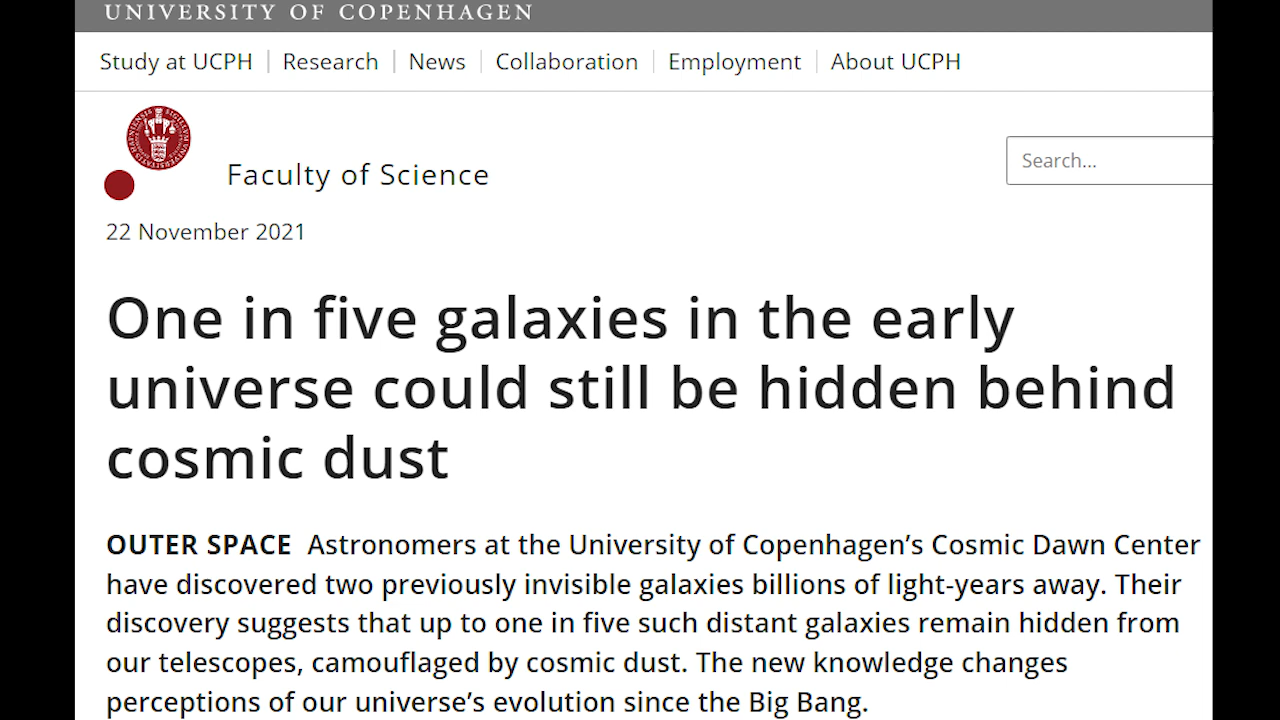 UNIVERSITY OF COPENHAGEN
Study at UCPH | Research | News | Collaboration | Employment | About UCPH
Faculty of Science
Search...
22 November 2021
One in five galaxies in the early
universe could still be hidden behind
cosmic dust
OUTER SPACE Astronomers at the University of Copenhagen’s Cosmic Dawn Center
have discovered two previously invisible galaxies billions of light-years away. Their
discovery suggests that up to one in five such distant galaxies remain hidden from
our telescopes, camouflaged by cosmic dust. The new knowledge changes
perceptions of our universe’s evolution since the Big Bang.